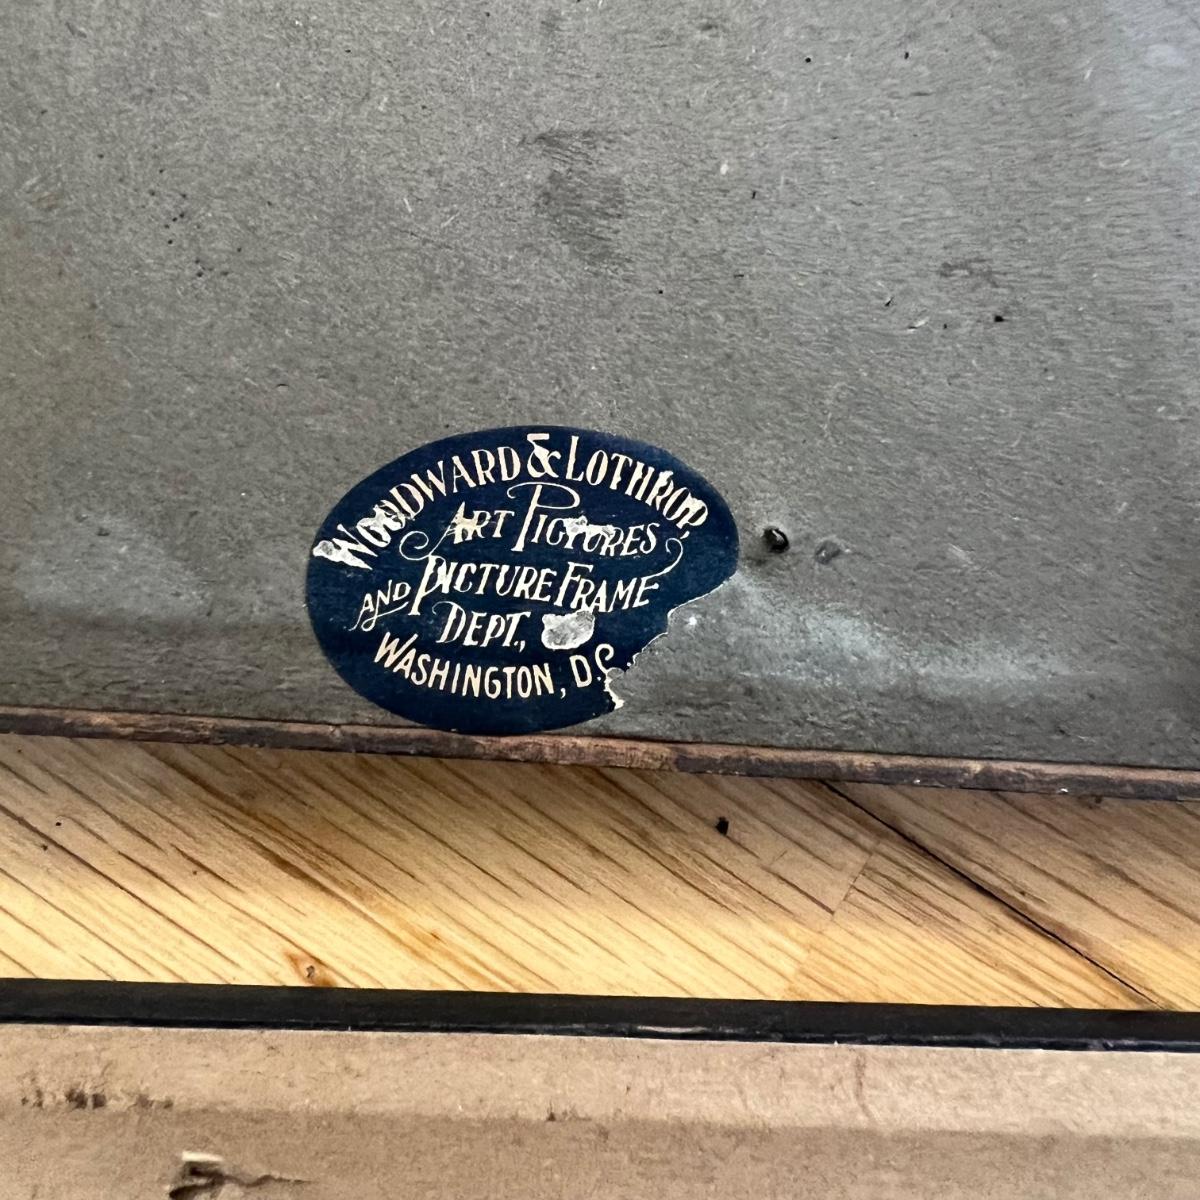 WOODWARD & LOTHROP,
ART PICTURES
AND PICTURE FRAME
DEPT.,
WASHINGTON, D.C.